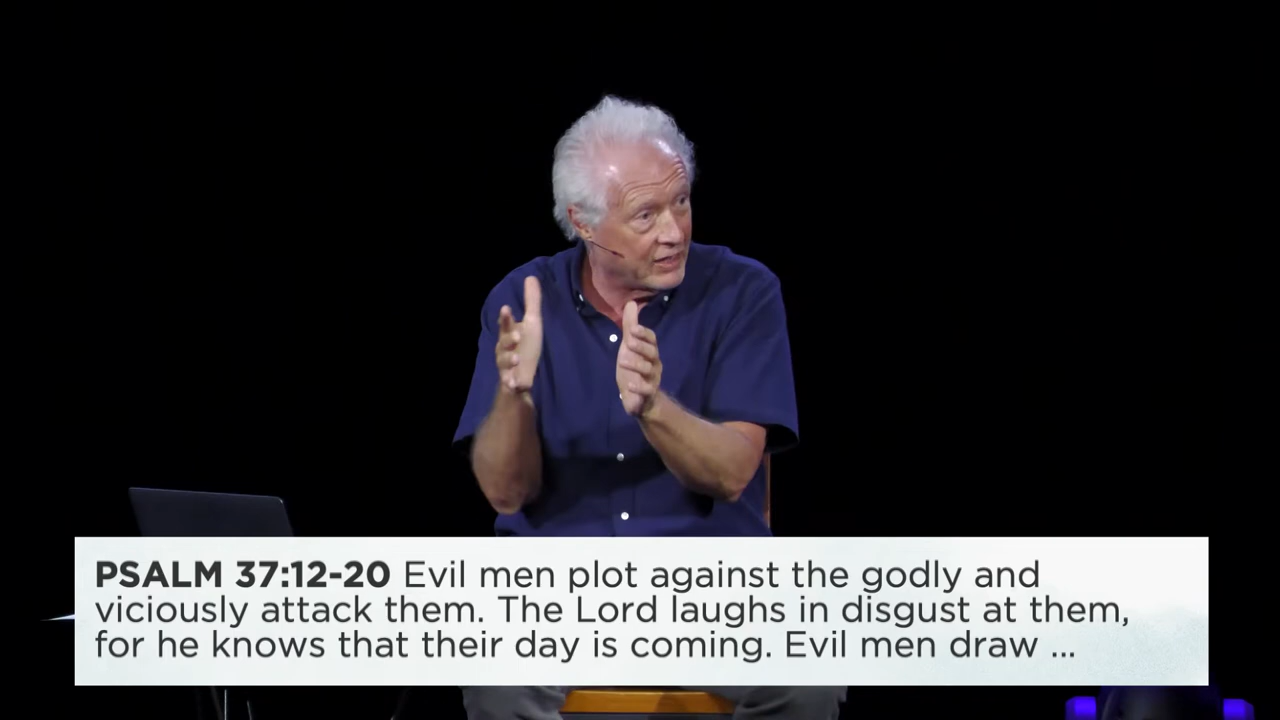 PSALM 37:12-20 Evil men plot against the godly and
viciously attack them. The Lord laughs in disgust at them,
for he knows that their day is coming. Evil men draw ...